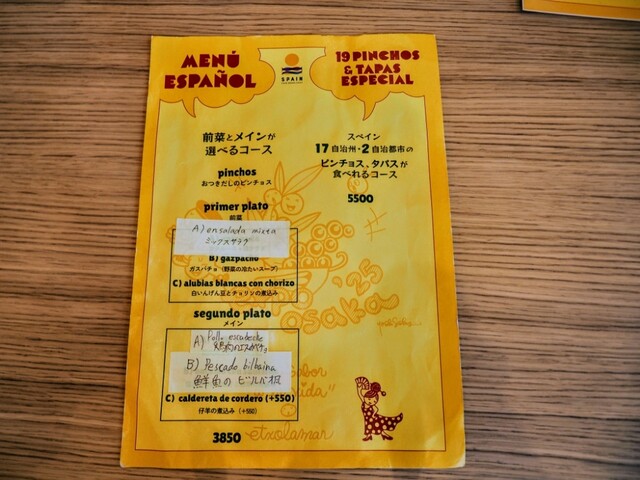 MENÚ
ESPAÑOL
SPAIN
19 PINCHOS
& TAPAS
ESPECIAL
前菜とメインが
選べるコース
pinchos
おつきだしのピンチョス
primer plato
前菜
A) ensalada mixta
ミックスサラダ
B) gazpacho
ガスパチョ（野菜の冷たいスープ）
C) alubias blancas con chorizo
白いんげん豆とチョリソの煮込み
segundo plato
メイン
A) Pollo escabeche
B) Pescado bilbaina
鮮魚の ビルバオ風
C) caldereta de cordero (+550)
仔羊の煮込み（+550）
3850
スペイン
17自治州・2自治都市の
ピンチョス、タパスが
食べれるコース
5500
'25
osaka
etxolamar